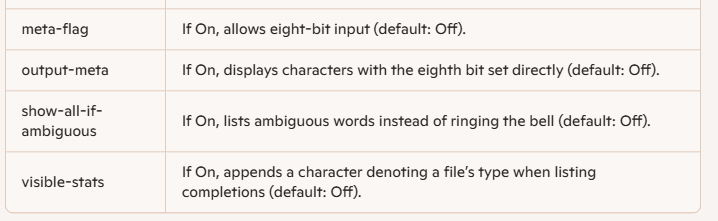 meta-flag
If On, allows eight-bit input (default: Off).
output-meta
If On, displays characters with the eighth bit set directly (default: Off).
show-all-if-
ambiguous
If On, lists ambiguous words instead of ringing the bell (default: Off).
visible-stats
If On, appends a character denoting a file’s type when listing
completions (default: Off).